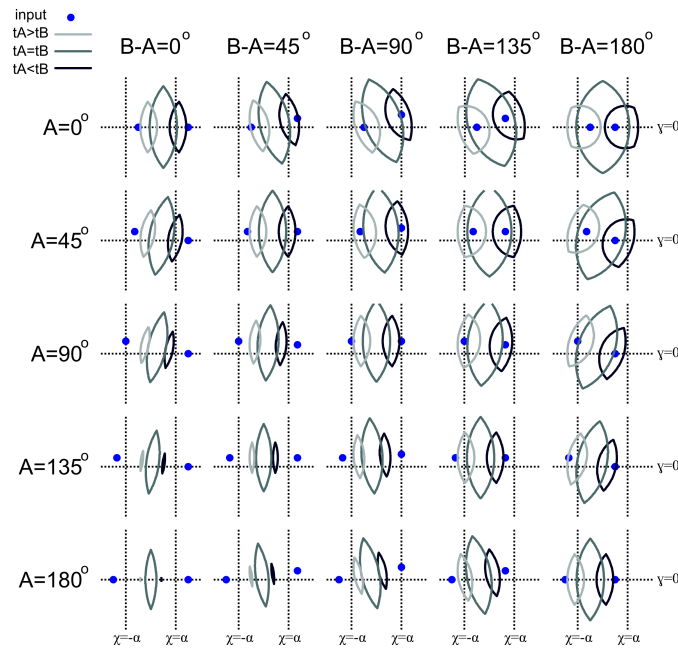 input
tA>tB
tA=tB
tA<tB
B-A=0° B-A=45° B-A=90° B-A=135° B-A=180°
A=0° γ=0
A=45° γ=0
A=90° γ=0
A=135° γ=0
A=180° γ=0
χ=-α χ=α χ=-α χ=α χ=-α χ=α χ=-α χ=α χ=-α χ=α